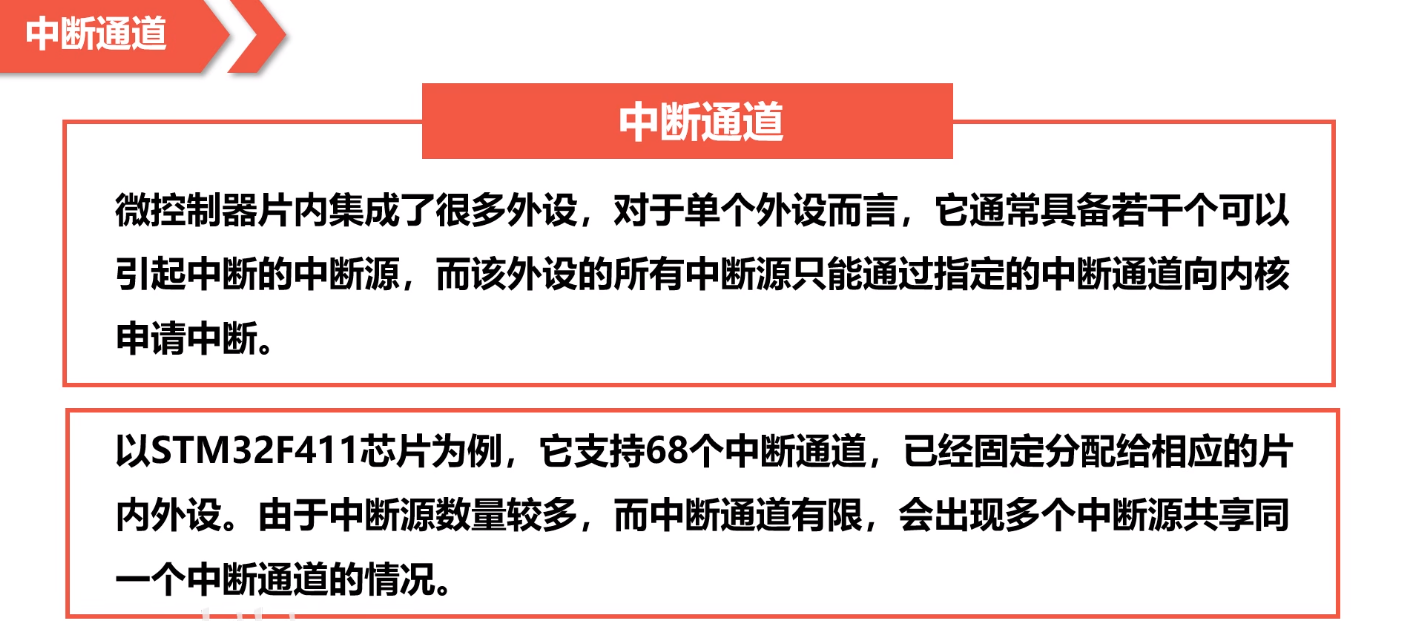 中断通道
中断通道
微控制器片内集成了很多外设，对于单个外设而言，它通常具备若干个可以
引起中断的中断源，而该外设的所有中断源只能通过指定的中断通道向内核
申请中断。
以STM32F411芯片为例，它支持68个中断通道，已经固定分配给相应的片
内外设。由于中断源数量较多，而中断通道有限，会出现多个中断源共享同
一个中断通道的情况。